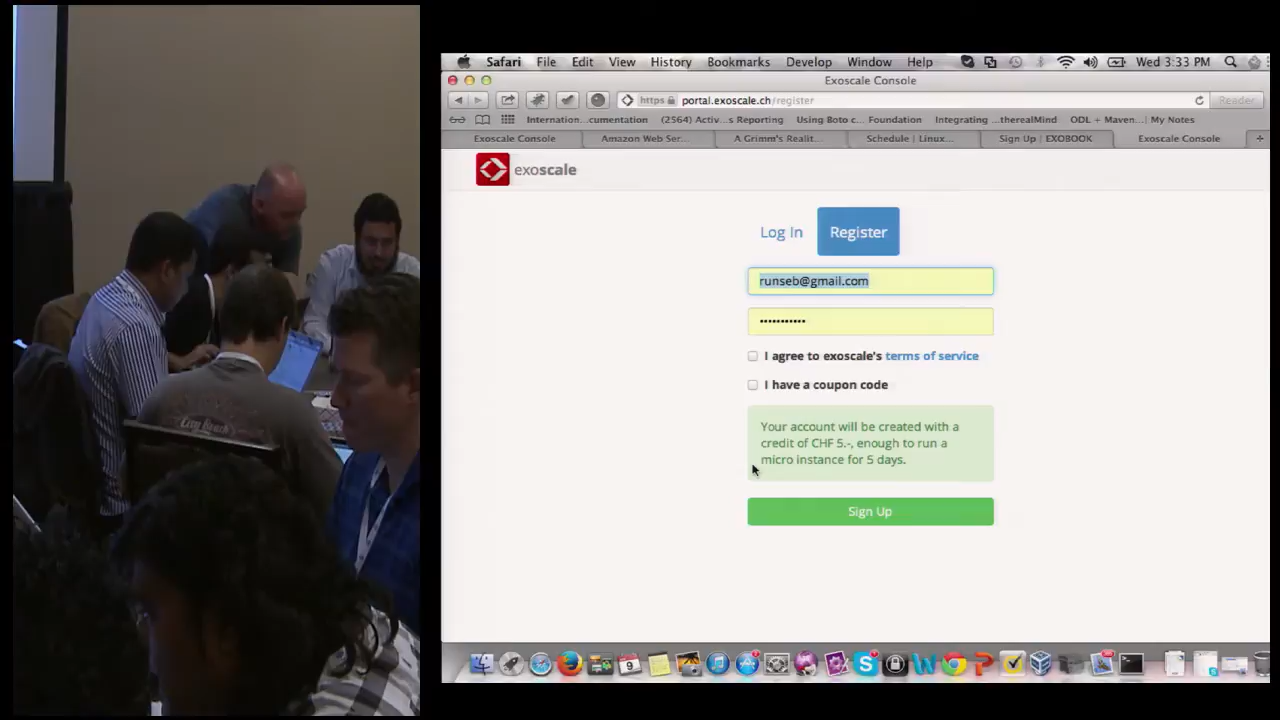 Safari File Edit View History Bookmarks Develop Window Help Wed 3:33 PM
Exoscale Console
https portal.exoscale.ch/register Reader
Internation...cumentation (2564) Activ...s Reporting Using Boto c... Foundation Integrating ...therealMind ODL + Maven...| My Notes
Exoscale Console Amazon Web Ser... A Grimm's Realit... Schedule | Linux... Sign Up | EXOBOOK Exoscale Console
exoscale
Log In Register
runseb@gmail.com
I agree to exoscale's terms of service
I have a coupon code
Your account will be created with a
credit of CHF 5.-, enough to run a
micro instance for 5 days.
Sign Up
9